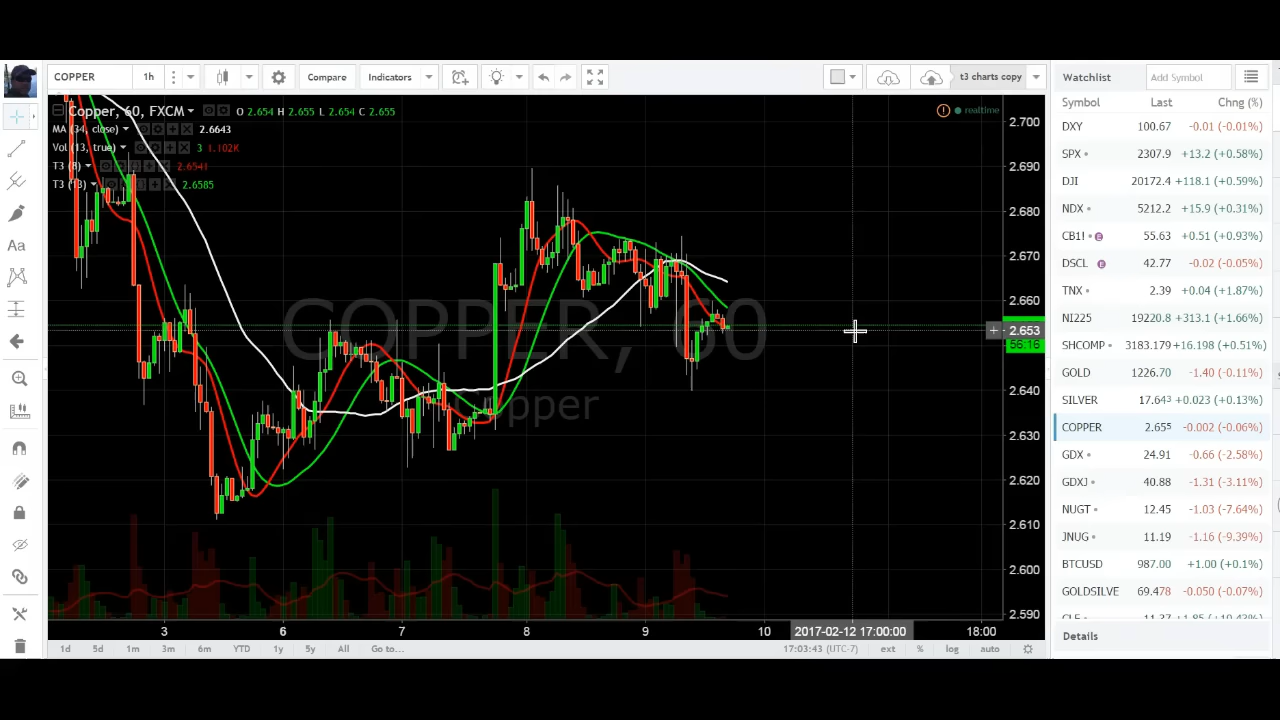 COPPER 1h Compare Indicators t3 charts copy
Copper, 60, FXCM O 2.654 H 2.655 L 2.654 C 2.655
MA (34, close) 2.6643
Vol (13, true) 3 1.102K
T3 (8) 2.6541
T3 (13) 2.6585
realtime
Aa
COPPER, 60
Copper
2.700
2.690
2.680
2.670
2.660
2.653
56:16
2.640
2.630
2.620
2.610
2.600
2.590
3 6 7 8 9 10 2017-02-12 17:00:00 18:00
1d 5d 1m 3m 6m YTD 1y 5y All Go to... 17:03:43 (UTC-7) ext % log auto
Watchlist Add Symbol
Symbol Last Chng (%)
DXY 100.67 -0.01 (-0.01%)
SPX 2307.9 +13.2 (+0.58%)
DJI 20172.4 +118.1 (+0.59%)
NDX 5212.2 +15.9 (+0.31%)
CB1! 55.63 +0.51 (+0.93%)
DSCL 42.77 -0.02 (-0.05%)
TNX 2.39 +0.04 (+1.87%)
NI225 +313.1 (+1.66%)
SHCOMP 3183.179 +16.198 (+0.51%)
GOLD 1226.70 -1.40 (-0.11%)
SILVER 17.643 +0.023 (+0.13%)
COPPER 2.655 -0.002 (-0.06%)
GDX 24.91 -0.66 (-2.58%)
GDXJ 40.88 -1.31 (-3.11%)
NUGT 12.45 -1.03 (-7.64%)
JNUG 11.19 -1.16 (-9.39%)
BTCUSD 987.00 +1.00 (+0.1%)
GOLDSILVE 69.478 -0.050 (-0.07%)
Details